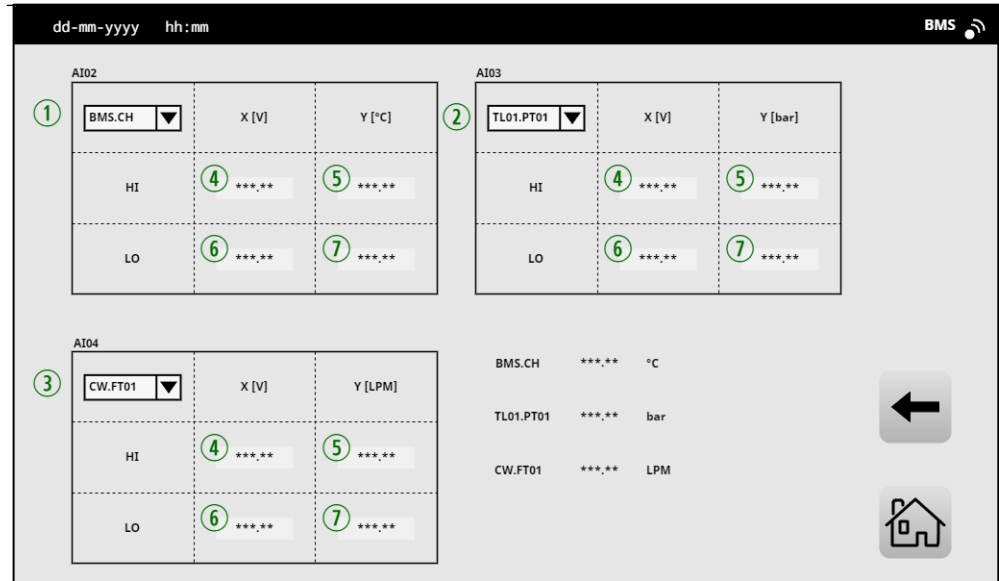 dd-mm-yyyy hh:mm BMS
AI02
① BMS.CH X [V] Y [°C]
HI ④ ***.** ⑤ ***.**
LO ⑥ ***.** ⑦ ***.**
AI03
② TL01.PT01 X [V] Y [bar]
HI ④ ***.** ⑤ ***.**
LO ⑥ ***.** ⑦ ***.**
AI04
③ CW.FT01 X [V] Y [LPM]
HI ④ ***.** ⑤ ***.**
LO ⑥ ***.** ⑦ ***.**
BMS.CH ***.** °C
TL01.PT01 ***.** bar
CW.FT01 ***.** LPM